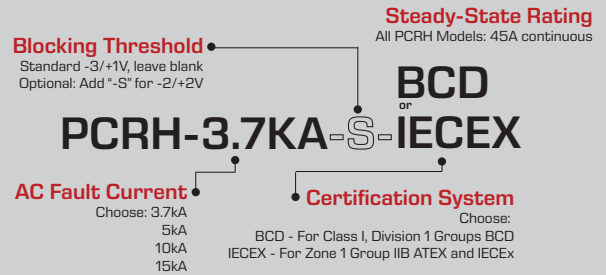 Steady-State Rating
All PCRH Models: 45A continuous
Blocking Threshold
Standard -3/+1V, leave blank
Optional: Add "-S" for -2/+2V
BCD
or
PCRH-3.7KA-S-IECEX
AC Fault Current
Choose: 3.7kA
5kA
10kA
15kA
Certification System
Choose:
BCD - For Class I, Division 1 Groups BCD
IECEX - For Zone 1 Group IIB ATEX and IECEx